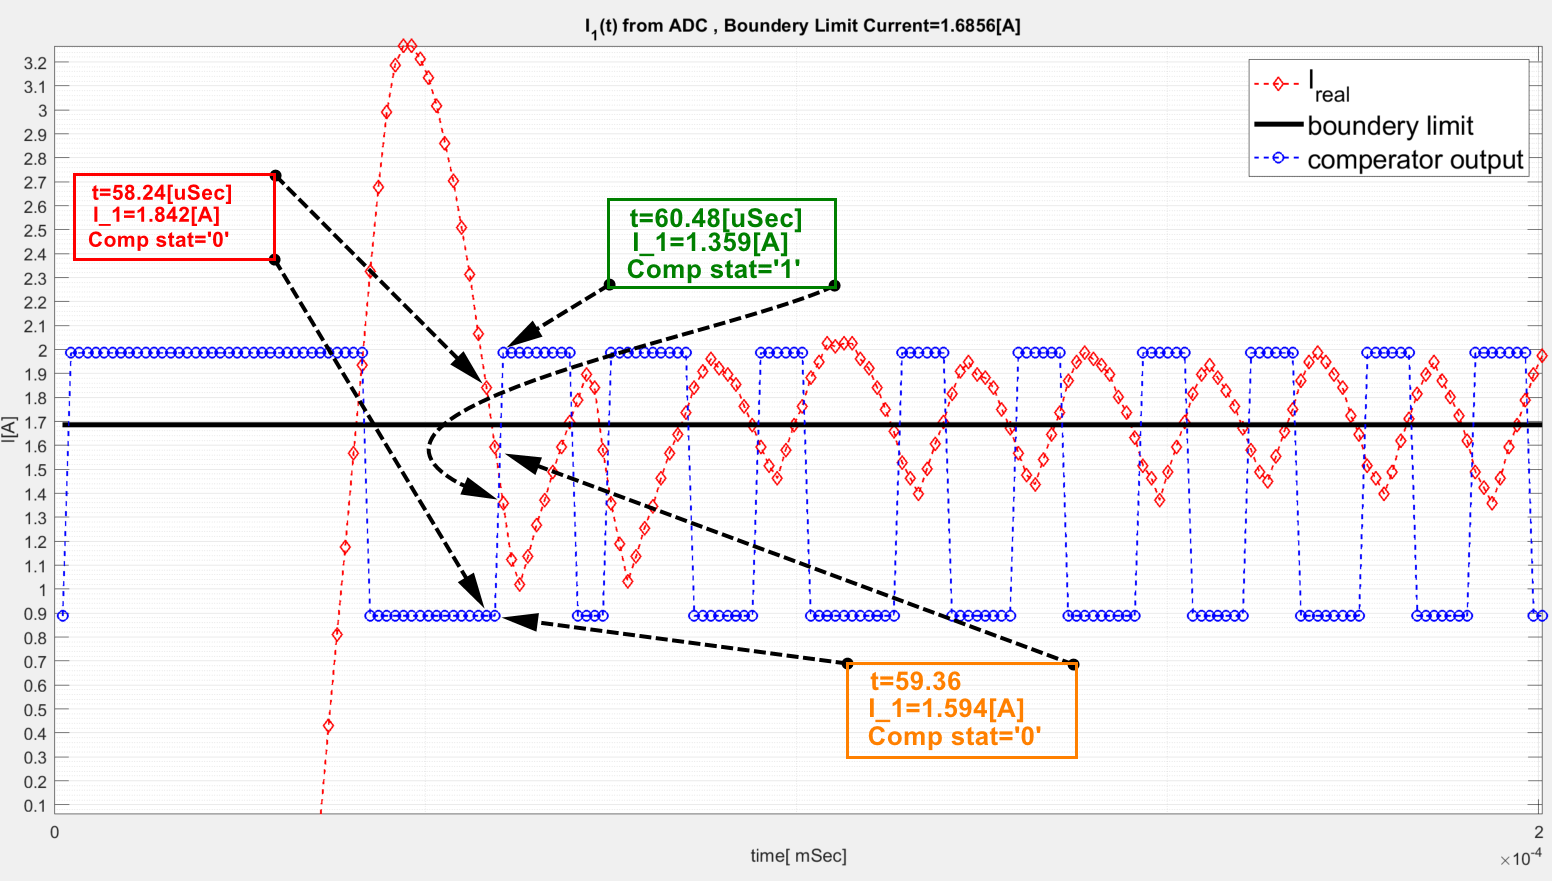 I1(t) from ADC , Boundery Limit Current=1.6856[A]
Ireal
boundery limit
comperator output
t=58.24[uSec]
I_1=1.842[A]
Comp stat='0'
t=60.48[uSec]
I_1=1.359[A]
Comp stat='1'
t=59.36
I_1=1.594[A]
Comp stat='0'
I[A]
3.2
3.1
3
2.9
2.8
2.7
2.6
2.5
2.4
2.3
2.2
2.1
2
1.9
1.8
1.7
1.6
1.5
1.4
1.3
1.2
1.1
1
0.9
0.8
0.7
0.6
0.5
0.4
0.3
0.2
0.1
0
2
time[ mSec]
×10-4